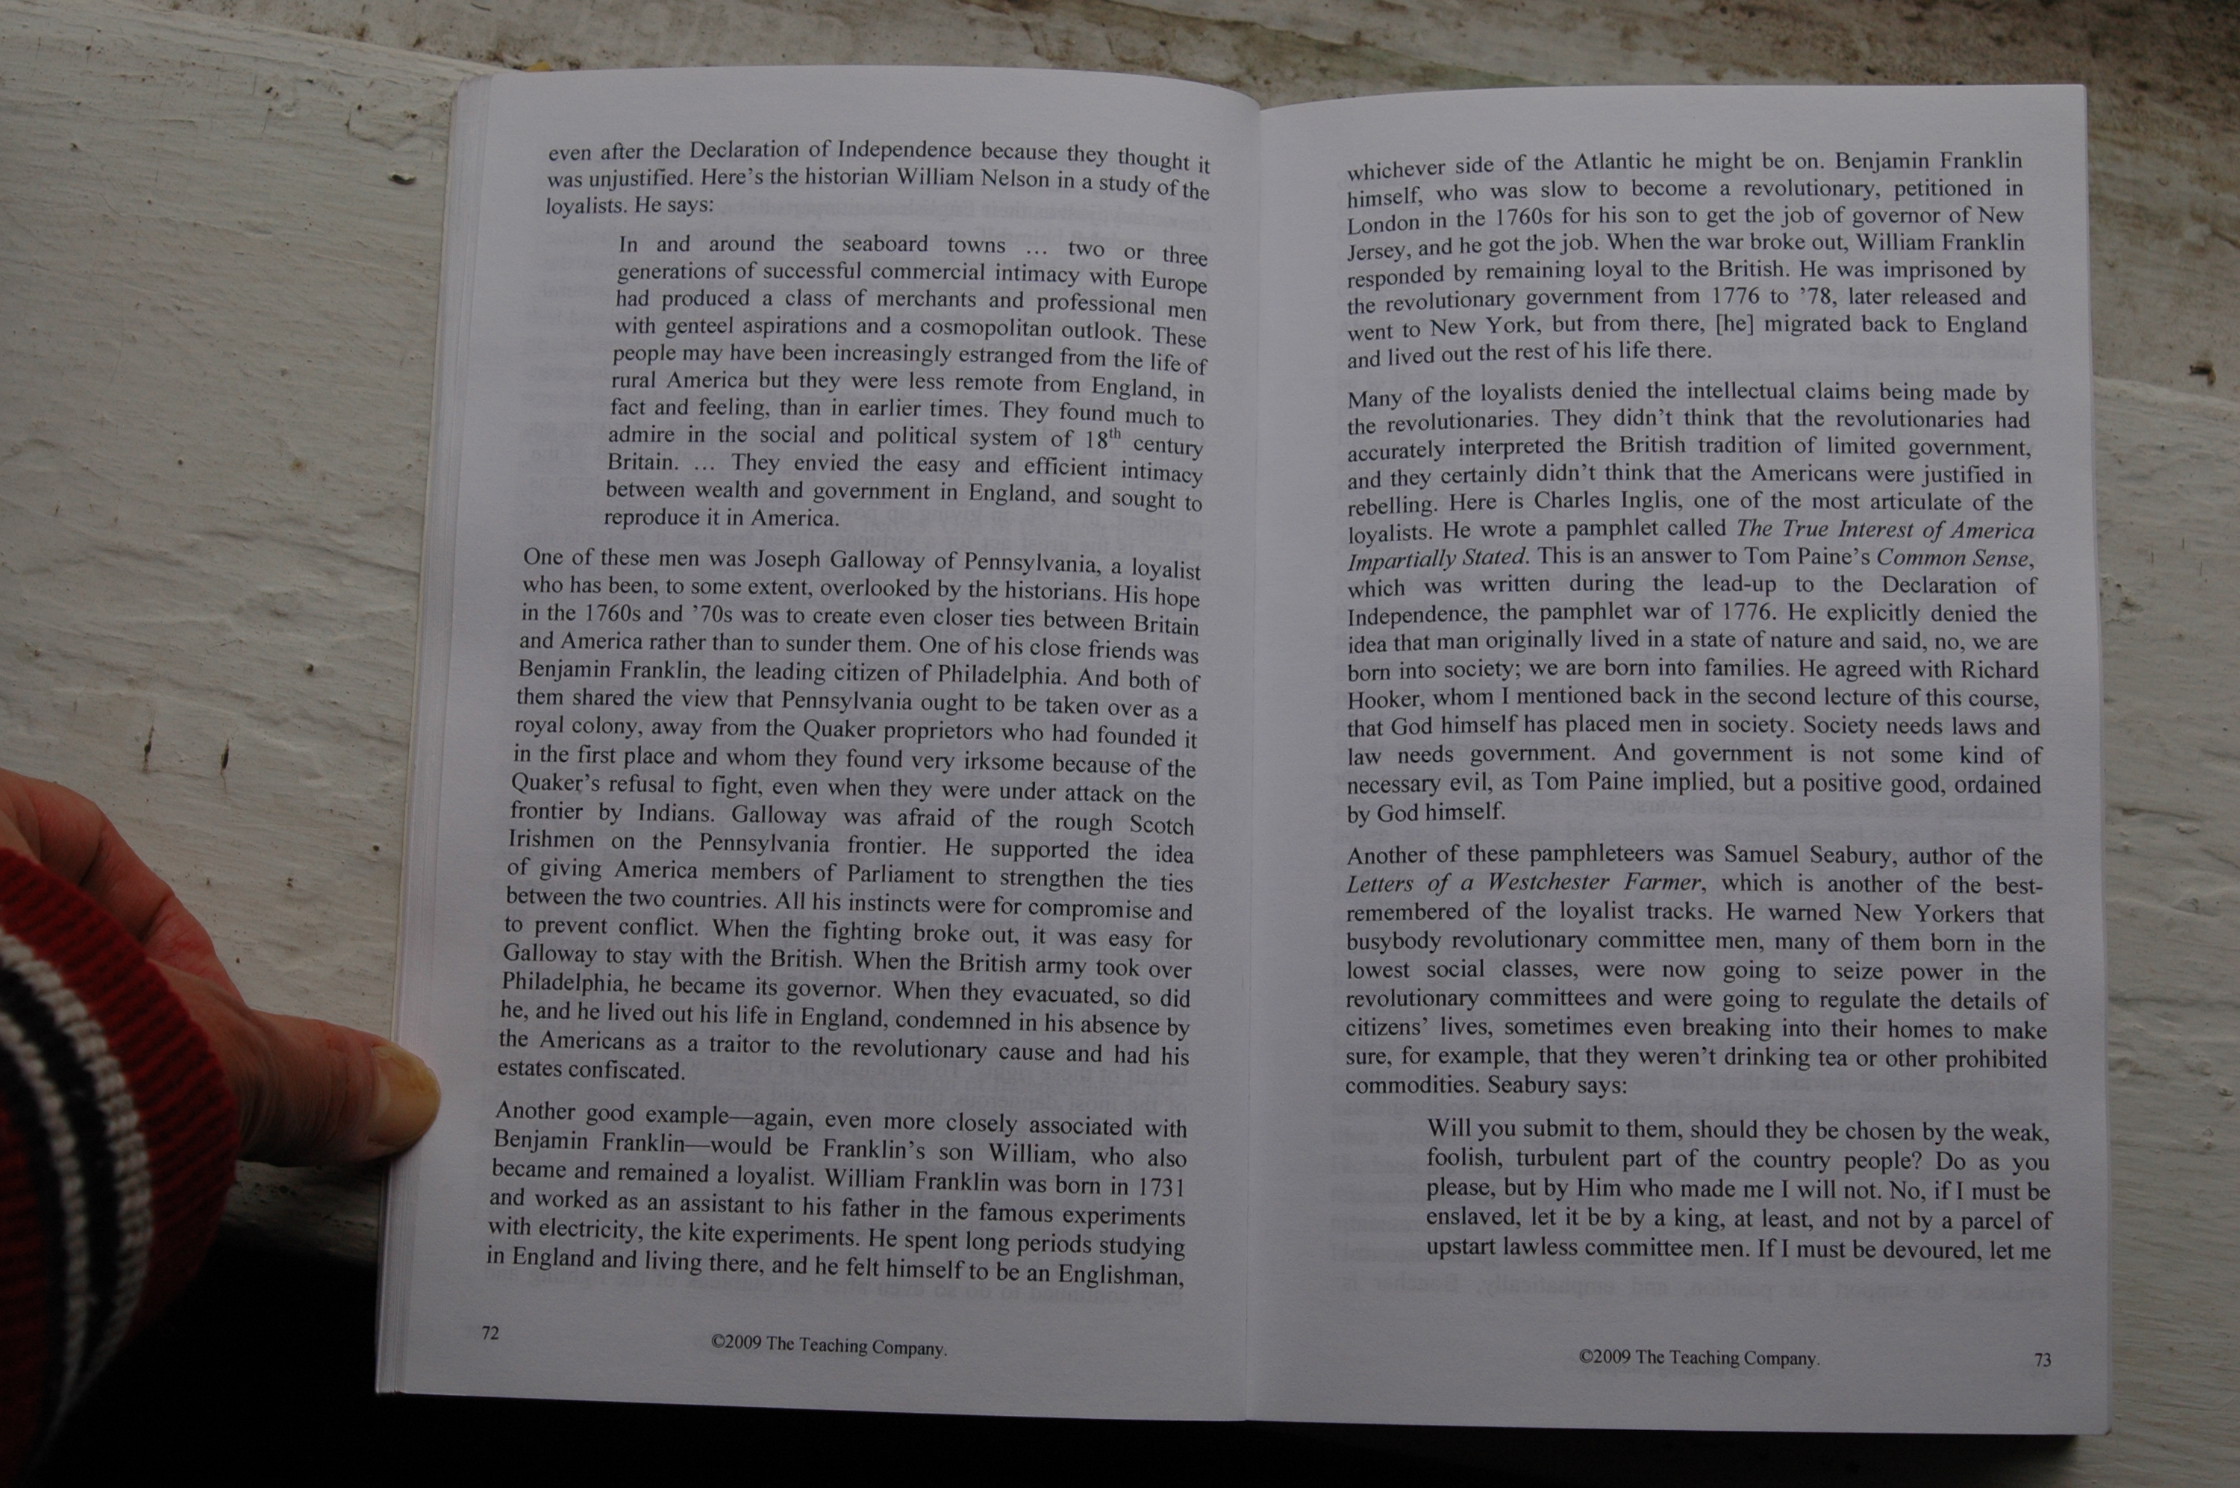 even after the Declaration of Independence because they thought it
was unjustified. Here's the historian William Nelson in a study of the
loyalists. He says:
In and around the seaboard towns … two or three
generations of successful commercial intimacy with Europe
had produced a class of merchants and professional men
with genteel aspirations and a cosmopolitan outlook. These
people may have been increasingly estranged from the life of
rural America but they were less remote from England, in
fact and feeling, than in earlier times. They found much to
admire in the social and political system of 18th century
Britain. … They envied the easy and efficient intimacy
between wealth and government in England, and sought to
reproduce it in America.
One of these men was Joseph Galloway of Pennsylvania, a loyalist
who has been, to some extent, overlooked by the historians. His hope
in the 1760s and '70s was to create even closer ties between Britain
and America rather than to sunder them. One of his close friends was
Benjamin Franklin, the leading citizen of Philadelphia. And both of
them shared the view that Pennsylvania ought to be taken over as a
royal colony, away from the Quaker proprietors who had founded it
in the first place and whom they found very irksome because of the
Quaker's refusal to fight, even when they were under attack on the
frontier by Indians. Galloway was afraid of the rough Scotch
Irishmen on the Pennsylvania frontier. He supported the idea
of giving America members of Parliament to strengthen the ties
between the two countries. All his instincts were for compromise and
to prevent conflict. When the fighting broke out, it was easy for
Galloway to stay with the British. When the British army took over
Philadelphia, he became its governor. When they evacuated, so did
he, and he lived out his life in England, condemned in his absence by
the Americans as a traitor to the revolutionary cause and had his
estates confiscated.
Another good example—again, even more closely associated with
Benjamin Franklin—would be Franklin's son William, who also
became and remained a loyalist. William Franklin was born in 1731
and worked as an assistant to his father in the famous experiments
with electricity, the kite experiments. He spent long periods studying
in England and living there, and he felt himself to be an Englishman,
72
©2009 The Teaching Company.
whichever side of the Atlantic he might be on. Benjamin Franklin
himself, who was slow to become a revolutionary, petitioned in
London in the 1760s for his son to get the job of governor of New
Jersey, and he got the job. When the war broke out, William Franklin
responded by remaining loyal to the British. He was imprisoned by
the revolutionary government from 1776 to '78, later released and
went to New York, but from there, [he] migrated back to England
and lived out the rest of his life there.
Many of the loyalists denied the intellectual claims being made by
the revolutionaries. They didn't think that the revolutionaries had
accurately interpreted the British tradition of limited government,
and they certainly didn't think that the Americans were justified in
rebelling. Here is Charles Inglis, one of the most articulate of the
loyalists. He wrote a pamphlet called The True Interest of America
Impartially Stated. This is an answer to Tom Paine's Common Sense,
which was written during the lead-up to the Declaration of
Independence, the pamphlet war of 1776. He explicitly denied the
idea that man originally lived in a state of nature and said, no, we are
born into society; we are born into families. He agreed with Richard
Hooker, whom I mentioned back in the second lecture of this course,
that God himself has placed men in society. Society needs laws and
law needs government. And government is not some kind of
necessary evil, as Tom Paine implied, but a positive good, ordained
by God himself.
Another of these pamphleteers was Samuel Seabury, author of the
Letters of a Westchester Farmer, which is another of the best-
remembered of the loyalist tracks. He warned New Yorkers that
busybody revolutionary committee men, many of them born in the
lowest social classes, were now going to seize power in the
revolutionary committees and were going to regulate the details of
citizens' lives, sometimes even breaking into their homes to make
sure, for example, that they weren't drinking tea or other prohibited
commodities. Seabury says:
Will you submit to them, should they be chosen by the weak,
foolish, turbulent part of the country people? Do as you
please, but by Him who made me I will not. No, if I must be
enslaved, let it be by a king, at least, and not by a parcel of
upstart lawless committee men. If I must be devoured, let me
©2009 The Teaching Company.
73